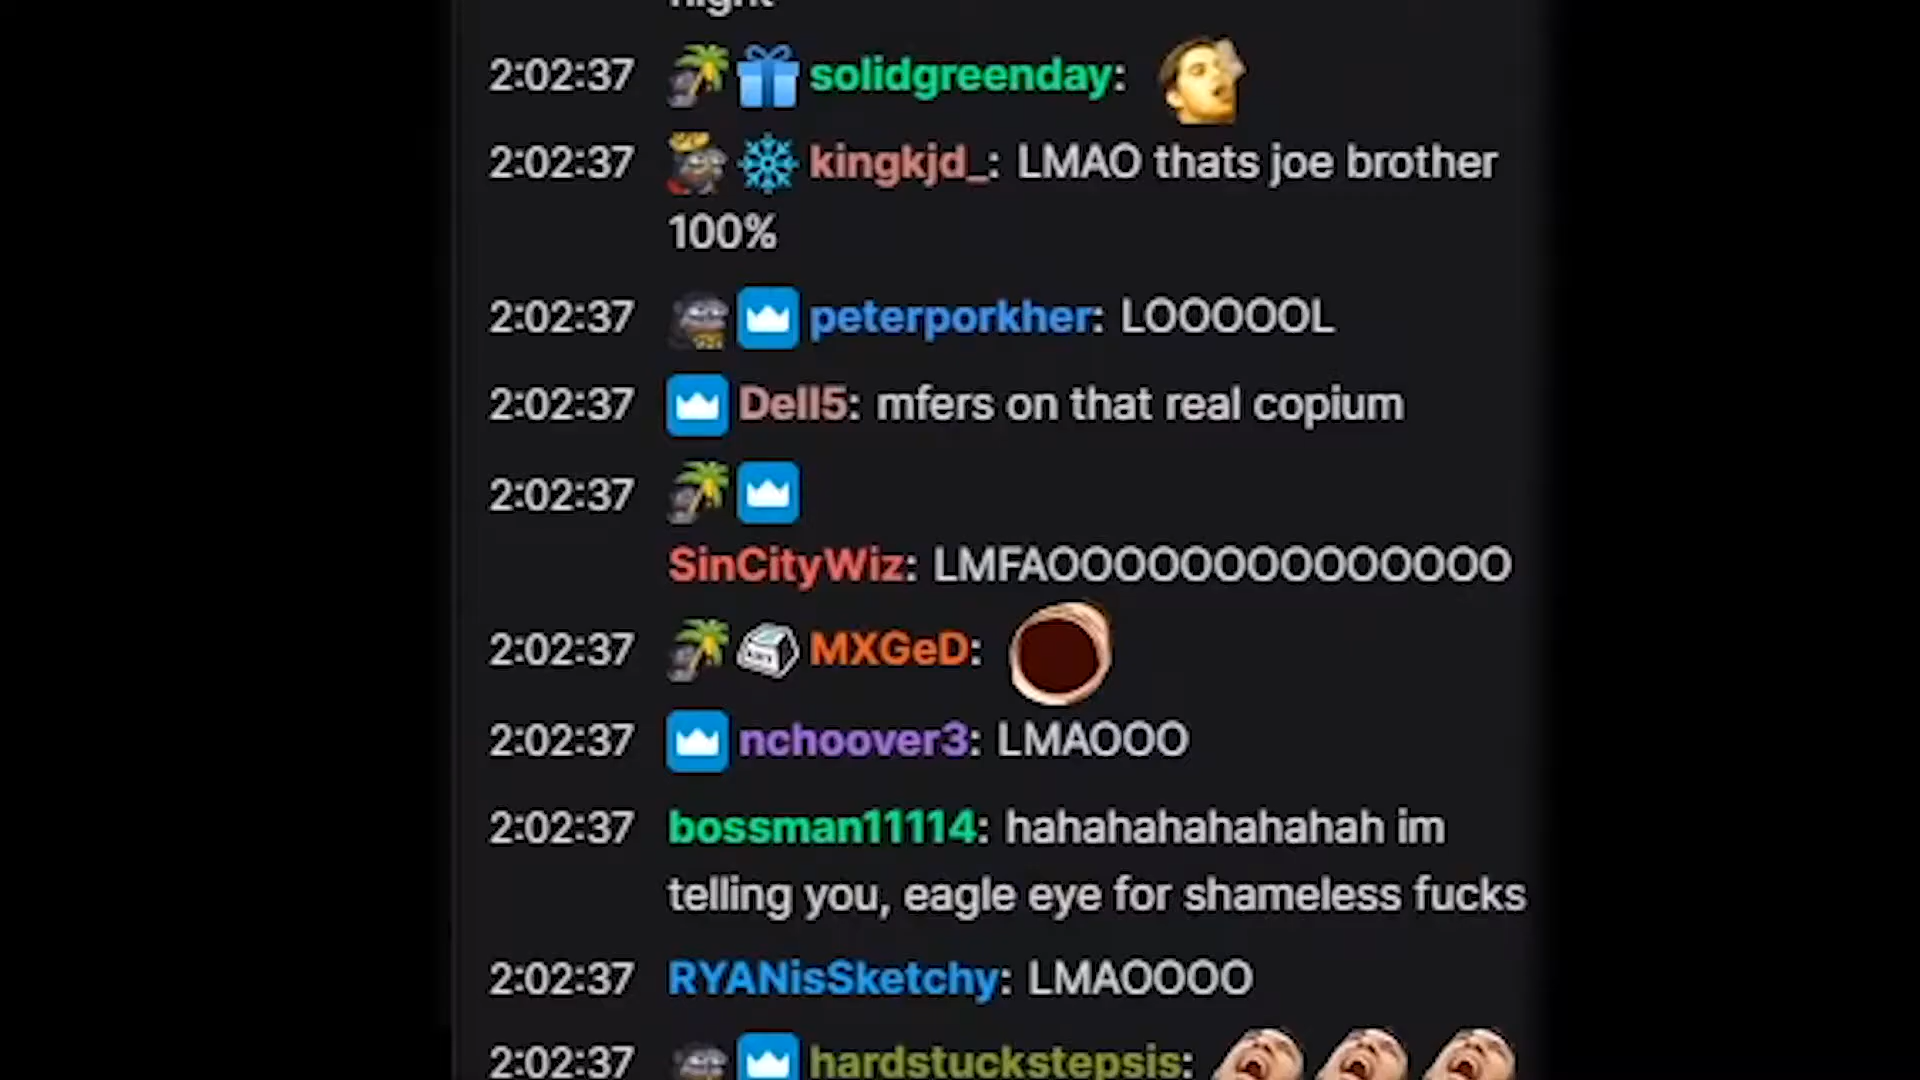 night
2:02:37 solidgreenday:
2:02:37 kingkjd_: LMAO thats joe brother
100%
2:02:37 peterporkher: LOOOOOL
2:02:37 Dell5: mfers on that real copium
2:02:37
SinCityWiz: LMFAOOOOOOOOOOOOOO
2:02:37 MXGeD:
2:02:37 nchoover3: LMAOOO
2:02:37 bossman11114: hahahahahahahah im
telling you, eagle eye for shameless fucks
2:02:37 RYANisSketchy: LMAOOOO
2:02:37 hardstuckstepsis: